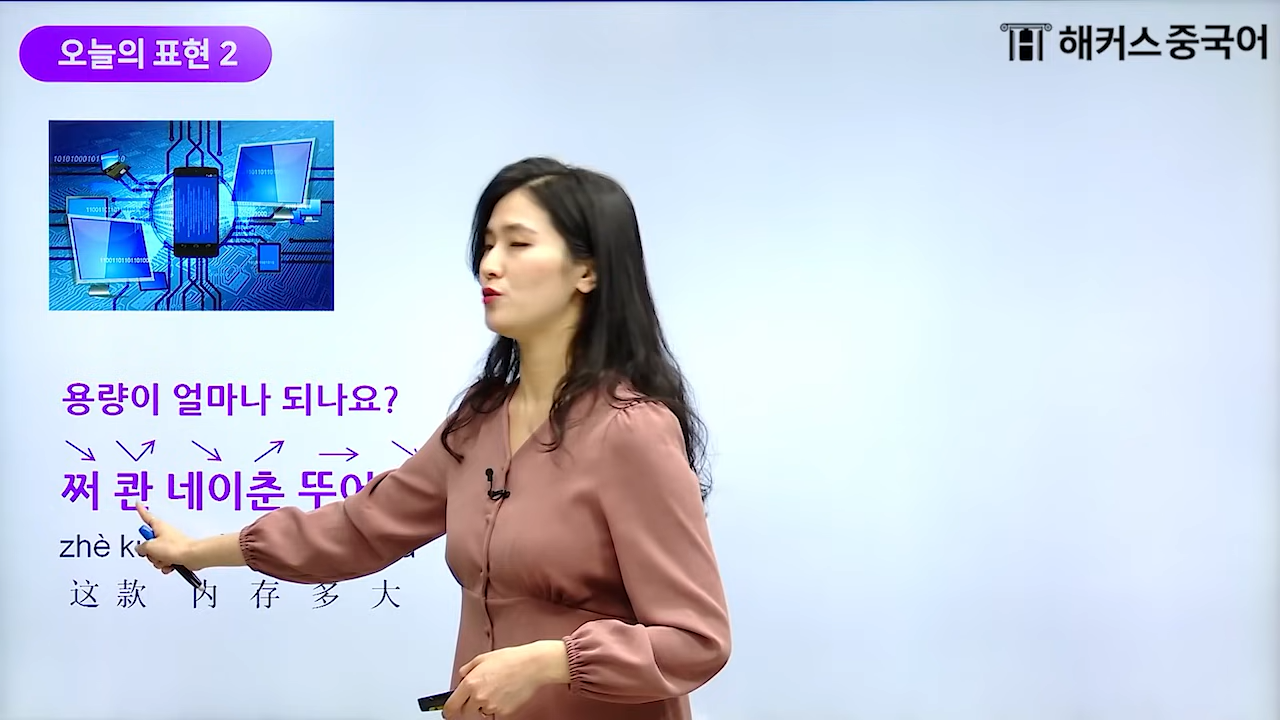 오늘의 표현 2
해커스중국어
용량이 얼마나 되나요?
써 콴 네이춘 뚜어
zhè
这 款 内 存 多 大